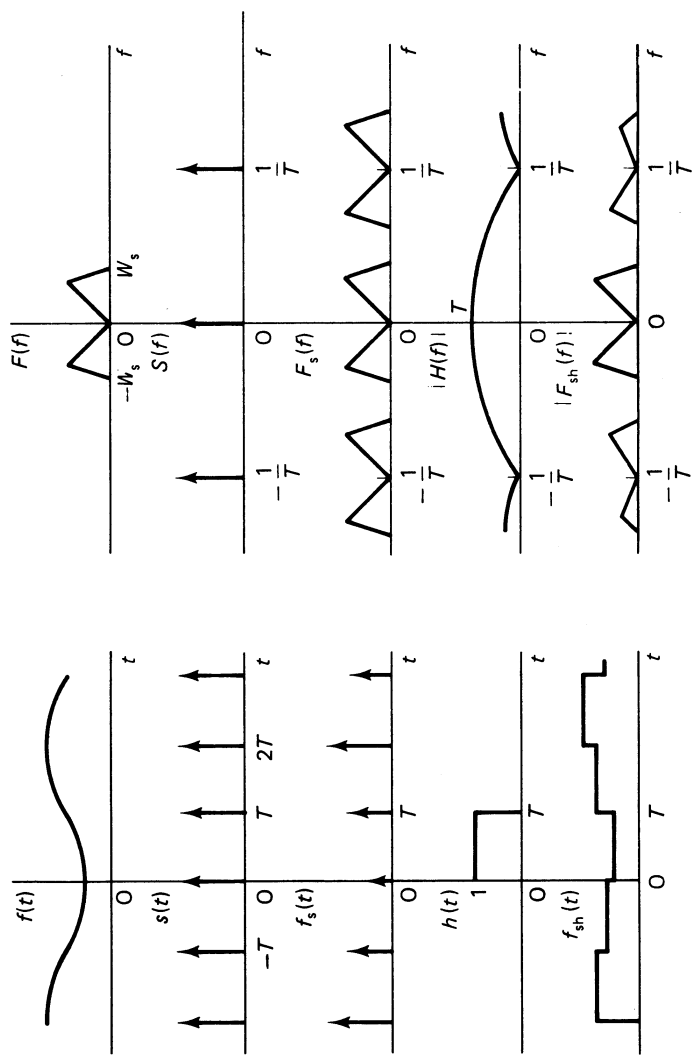 f(t)
0
t
s(t)
-T
0
T
2T
t
f_s(t)
0
T
t
h(t)
1
0
T
t
f_sh(t)
0
T
t
F(f)
-W_s
0
W_s
f
S(f)
-1/T
0
1/T
f
F_s(f)
-1/T
0
1/T
f
|H(f)|
T
-1/T
0
1/T
f
|F_sh(f)|
-1/T
0
1/T
f